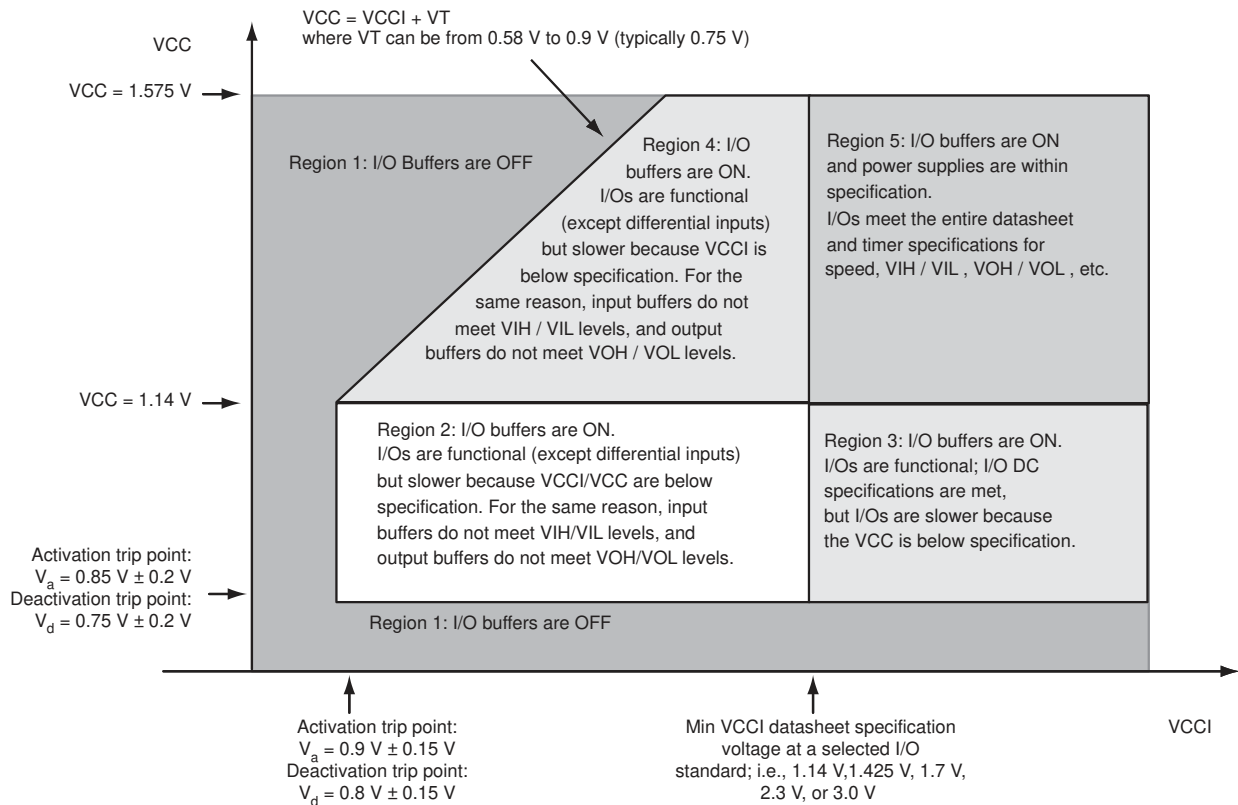 VCC = VCCI + VT
where VT can be from 0.58 V to 0.9 V (typically 0.75 V)
VCC
VCC = 1.575 V
Region 1: I/O Buffers are OFF
Region 4: I/O
buffers are ON.
I/Os are functional
(except differential inputs)
but slower because VCCI is
below specification. For the
same reason, input buffers do not
meet VIH / VIL levels, and output
buffers do not meet VOH / VOL levels.
Region 5: I/O buffers are ON
and power supplies are within
specification.
I/Os meet the entire datasheet
and timer specifications for
speed, VIH / VIL , VOH / VOL , etc.
VCC = 1.14 V
Region 2: I/O buffers are ON.
I/Os are functional (except differential inputs)
but slower because VCCI/VCC are below
specification. For the same reason, input
buffers do not meet VIH/VIL levels, and
output buffers do not meet VOH/VOL levels.
Region 3: I/O buffers are ON.
I/Os are functional; I/O DC
specifications are met,
but I/Os are slower because
the VCC is below specification.
Activation trip point:
Va = 0.85 V ± 0.2 V
Deactivation trip point:
Vd = 0.75 V ± 0.2 V
Region 1: I/O buffers are OFF
Activation trip point:
Va = 0.9 V ± 0.15 V
Deactivation trip point:
Vd = 0.8 V ± 0.15 V
Min VCCI datasheet specification
voltage at a selected I/O
standard; i.e., 1.14 V,1.425 V, 1.7 V,
2.3 V, or 3.0 V
VCCI